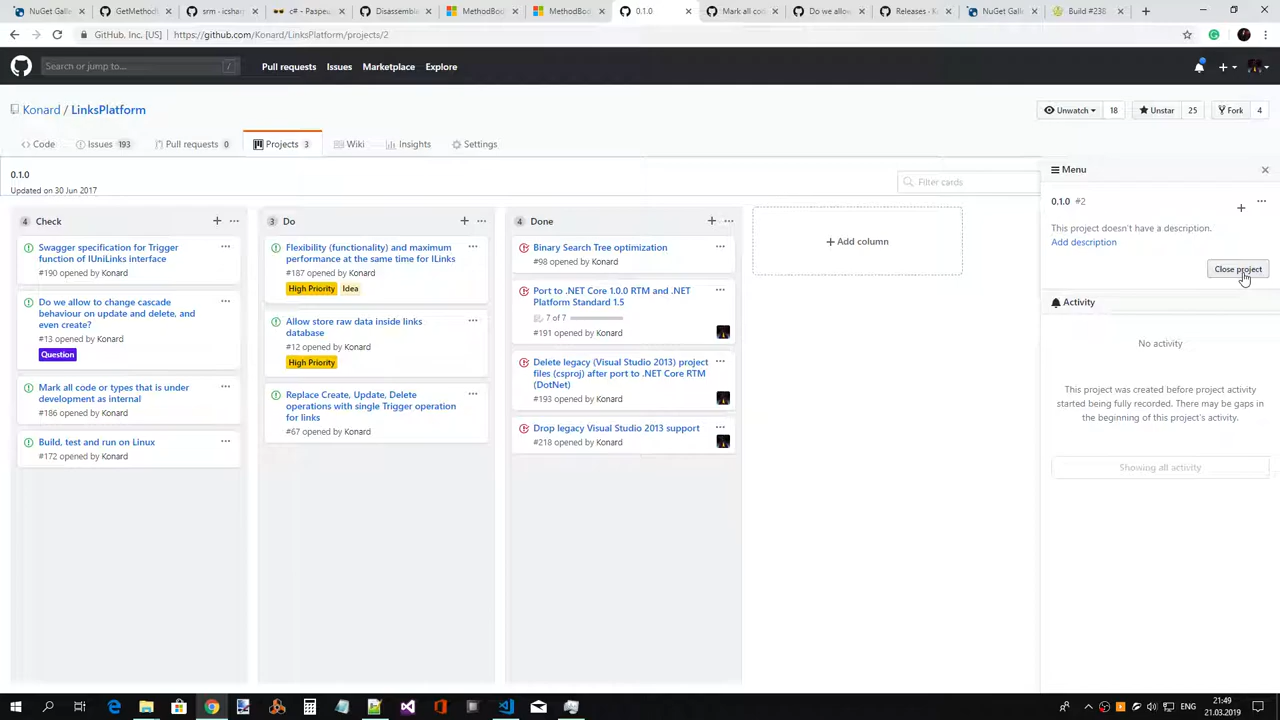 NuGet Galle
GetMethod
srm - icsharp
c# - Paspeu
Disassemble
MethodBod
MethodBod
0.1.0
Mark all cod
Do we allow
Releases - K
NuGet Galle
Build #238
GitHub, Inc. [US] | https://github.com/Konard/LinksPlatform/projects/2
Search or jump to...
/
Pull requests
Issues
Marketplace
Explore
Konard / LinksPlatform
Unwatch 18
Unstar 25
Fork 4
Code
Issues 193
Pull requests 0
Projects 3
Wiki
Insights
Settings
0.1.0
Updated on 30 Jun 2017
Filter cards
4 Check
Swagger specification for Trigger
function of IUniLinks interface
#190 opened by Konard
Do we allow to change cascade
behaviour on update and delete, and
even create?
#13 opened by Konard
Question
Mark all code or types that is under
development as internal
#186 opened by Konard
Build, test and run on Linux
#172 opened by Konard
3 Do
Flexibility (functionality) and maximum
performance at the same time for ILinks
#187 opened by Konard
High Priority Idea
Allow store raw data inside links
database
#12 opened by Konard
High Priority
Replace Create, Update, Delete
operations with single Trigger operation
for links
#67 opened by Konard
4 Done
Binary Search Tree optimization
#98 opened by Konard
Port to .NET Core 1.0.0 RTM and .NET
Platform Standard 1.5
7 of 7
#191 opened by Konard
Delete legacy (Visual Studio 2013) project
files (csproj) after port to .NET Core RTM
(DotNet)
#193 opened by Konard
Drop legacy Visual Studio 2013 support
#218 opened by Konard
Add column
Menu
0.1.0 #2
This project doesn't have a description.
Add description
Close project
Activity
No activity
This project was created before project activity
started being fully recorded. There may be gaps in
the beginning of this project's activity.
Showing all activity
ENG
21:49
21.03.2019